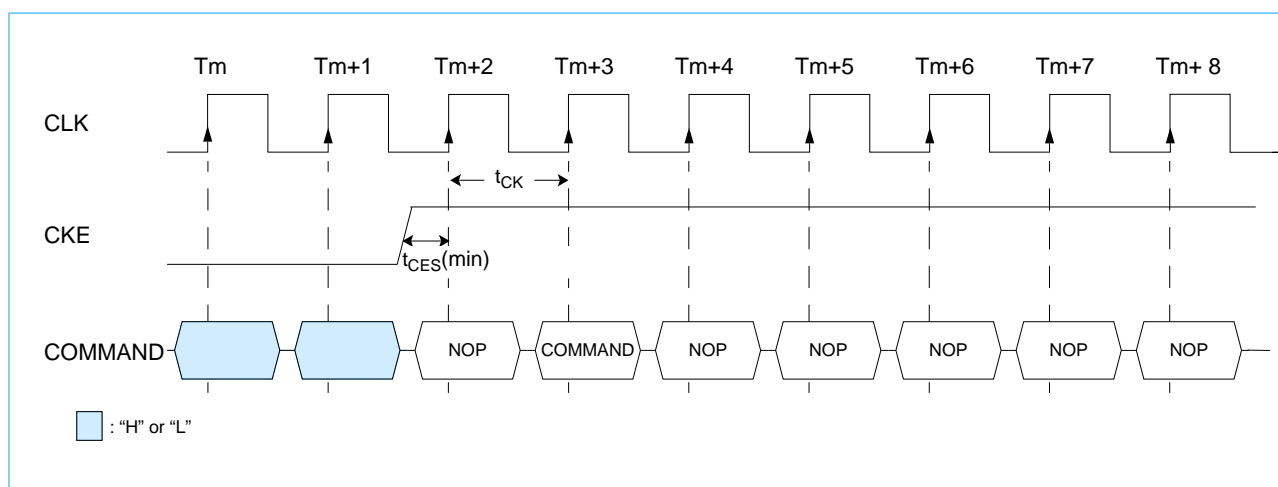 Tm Tm+1 Tm+2 Tm+3 Tm+4 Tm+5 Tm+6 Tm+7 Tm+ 8
CLK
tCK
CKE
tCES(min)
COMMAND NOP COMMAND NOP NOP NOP NOP NOP
: “H” or “L”